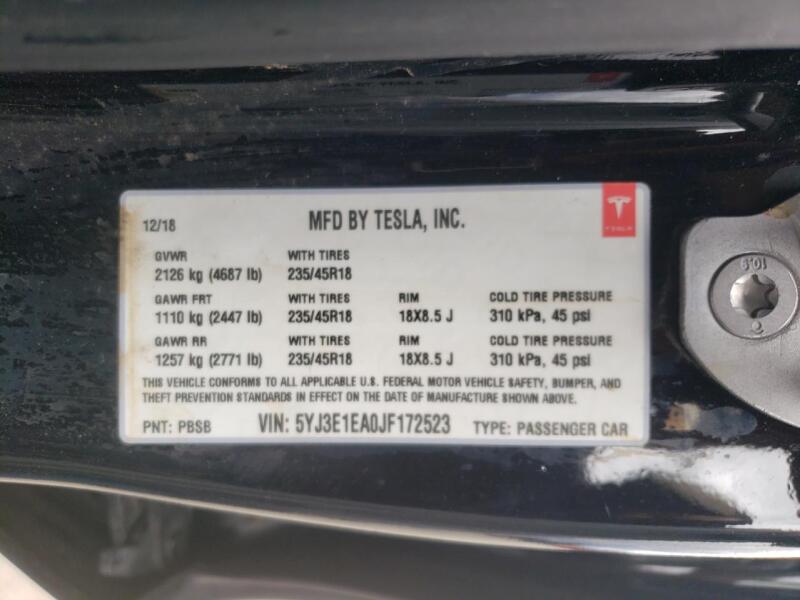 12/18 MFD BY TESLA, INC.
TESLA
GVWR WITH TIRES
2126 kg (4687 lb) 235/45R18
GAWR FRT WITH TIRES RIM COLD TIRE PRESSURE
1110 kg (2447 lb) 235/45R18 18X8.5 J 310 kPa, 45 psi
GAWR RR WITH TIRES RIM COLD TIRE PRESSURE
1257 kg (2771 lb) 235/45R18 18X8.5 J 310 kPa, 45 psi
THIS VEHICLE CONFORMS TO ALL APPLICABLE U.S. FEDERAL MOTOR VEHICLE SAFETY, BUMPER, AND
THEFT PREVENTION STANDARDS IN EFFECT ON THE DATE OF MANUFACTURE SHOWN ABOVE.
PNT: PBSB VIN: 5YJ3E1EA0JF172523 TYPE: PASSENGER CAR
10.9